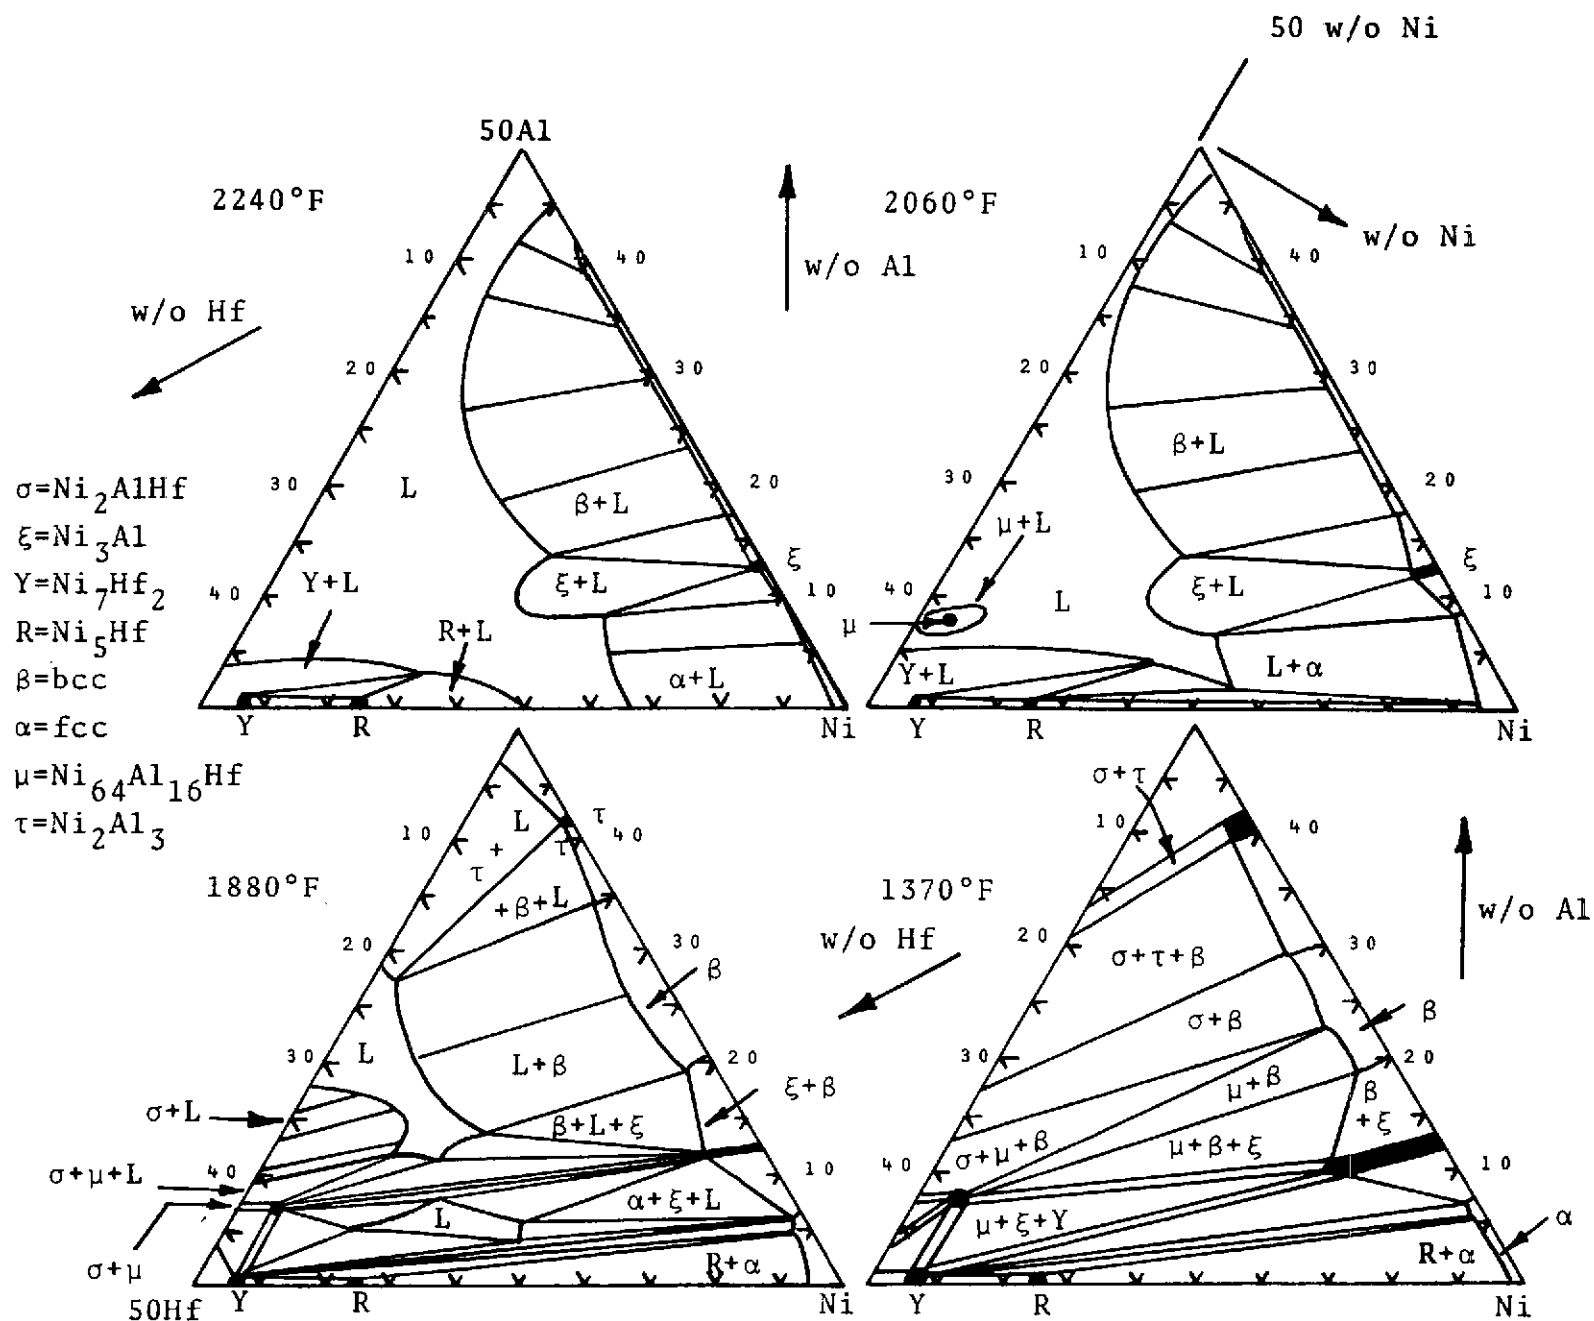 50 w/o Ni
50Al
2240°F
2060°F
w/o Ni
w/o Al
w/o Hf
10
20
30
40
40
30
20
10
10
20
30
40
40
30
20
10
L
β+L
ξ
ξ+L
Y+L
R+L
α+L
Y
R
Ni
β+L
μ+L
ξ
ξ+L
L
μ
Y+L
L+α
Y
R
Ni
σ=Ni2AlHf
ξ=Ni3Al
Y=Ni7Hf2
R=Ni5Hf
β=bcc
α=fcc
μ=Ni64Al16Hf
τ=Ni2Al3
1880°F
1370°F
w/o Hf
w/o Al
10
20
30
40
40
30
20
10
L
τ
τ+
τ
+β+L
β
L
L+β
ξ+β
σ+L
β+L+ξ
σ+μ+L
α+ξ+L
L
σ+μ
R+α
50Hf
Y
R
Ni
σ+τ
10
20
30
40
40
30
20
10
σ+τ+β
σ+β
β
μ+β
β
+ξ
σ+μ+β
μ+β+ξ
μ+ξ+Y
α
R+α
Y
R
Ni